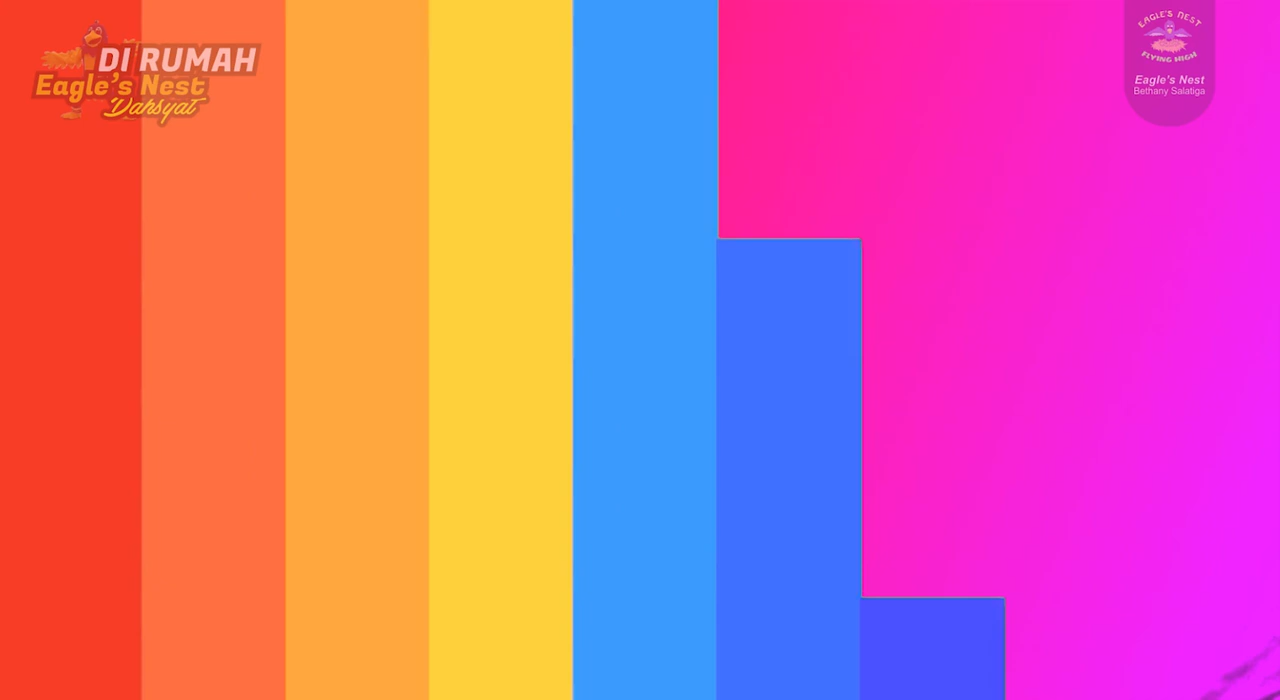 DI RUMAH
Eagle's Nest
Dahsyat
EAGLE'S NEST
FLYING HIGH
Eagle's Nest
Bethany Salatiga